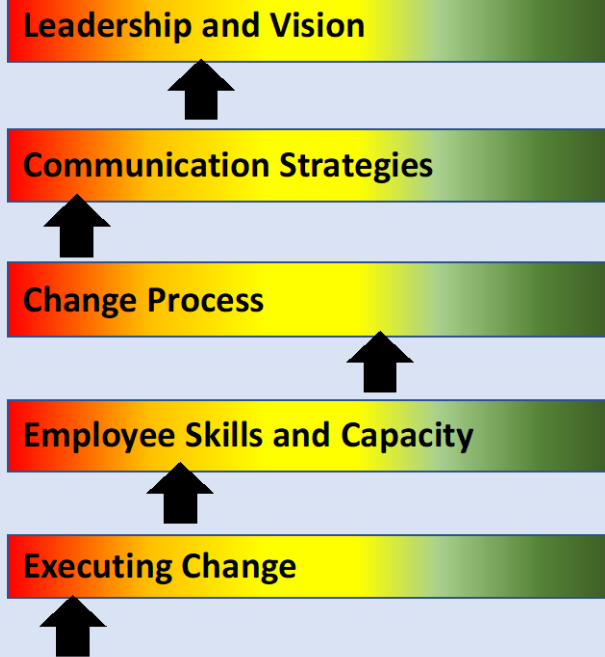 Leadership and Vision
Communication Strategies
Change Process
Employee Skills and Capacity
Executing Change